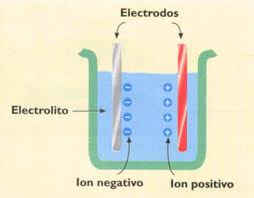 Electrodos
Electrolito
Ion negativo
Ion positivo